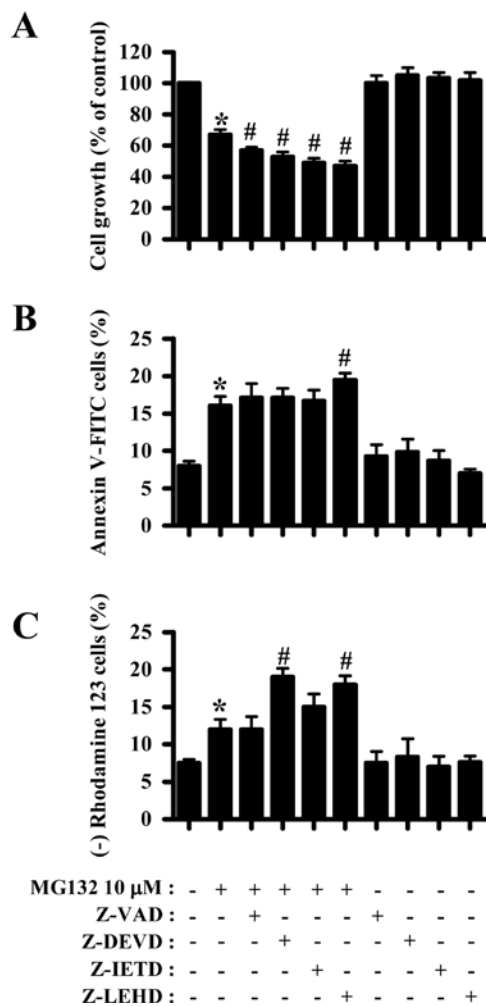 A
Cell growth (% of control)
120
100
80
60
40
20
0
* # # # #
B
Annexin V-FITC cells (%)
25
20
15
10
5
0
* #
C
(-) Rhodamine 123 cells (%)
25
20
15
10
5
0
* # #
MG132 10 μM : - + + + + + - - - -
Z-VAD : - - + - - - + - - -
Z-DEVD : - - - + - - - + - -
Z-IETD : - - - - + - - - + -
Z-LEHD : - - - - - + - - - +